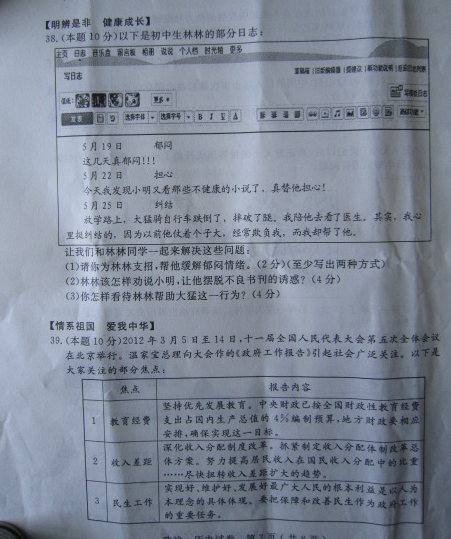 【明辨是非 健康成长】
38.(本题10分)以下是初中生林林的部分日志:
主页 日志 音乐盒 留言板 相册 说说 个人档 时光轴 更多
写日志
写模板日志
更多▼
选择字体 选择字号 B I U A
5月19日 郁闷
这几天真郁闷!!!
5月22日 担心
今天我发现小明又看那些不健康的小说了,真替他担心!
5月25日 纠结
放学路上,大猛骑自行车跌倒了,摔破了腿。我陪他去看了医生。其实,我心
里挺纠结的,因为以前他仗着个子大,经常欺负我,而我却帮了他。
让我们和林林同学一起来解决这些问题:
(1)请你为林林支招,帮他缓解郁闷情绪。(2分)(至少写出两种方式)
(2)林林该怎样劝说小明,让他摆脱不良书刊的诱惑?(4分)
(3)你怎样看待林林帮助大猛这一行为?(4分)
【情系祖国 爱我中华】
39.(本题10分)2012年3月5日至14日,十一届全国人民代表大会第五次全体会议
在北京举行。温家宝总理向大会作的《政府工作报告》引起社会广泛关注。以下是
大家关注的部分焦点:
焦点 报告内容
1 教育经费 坚持优先发展教育。中央财政已按全国财政性教育经费
支出占国内生产总值的4%编制预算,地方财政要相应
安排,确保实现这一目标。
2 收入差距 深化收入分配制度改革。抓紧制定收入分配体制改革总
体方案。努力提高居民收入在国民收入分配中的比重
……尽快扭转收入差距扩大的趋势。
3 民生工作 实现好、维护好、发展好最广大人民的根本利益是以人为
本理念的具体体现。要把保障和改善民生作为政府工作
的重要任务。